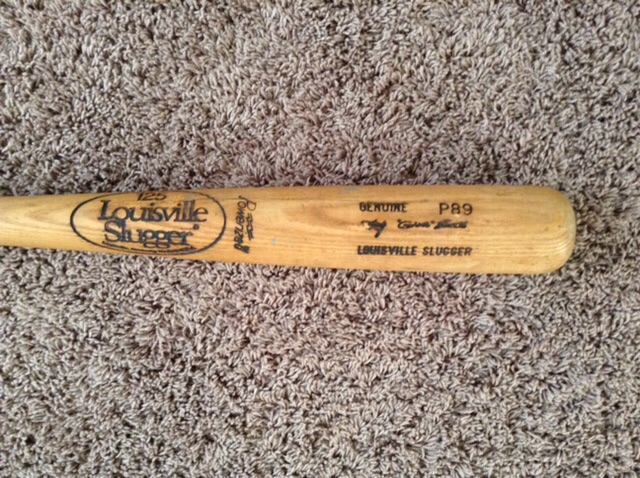 125
Louisville
Slugger®
POWERIZED
GENUINE P89
LOUISVILLE SLUGGER